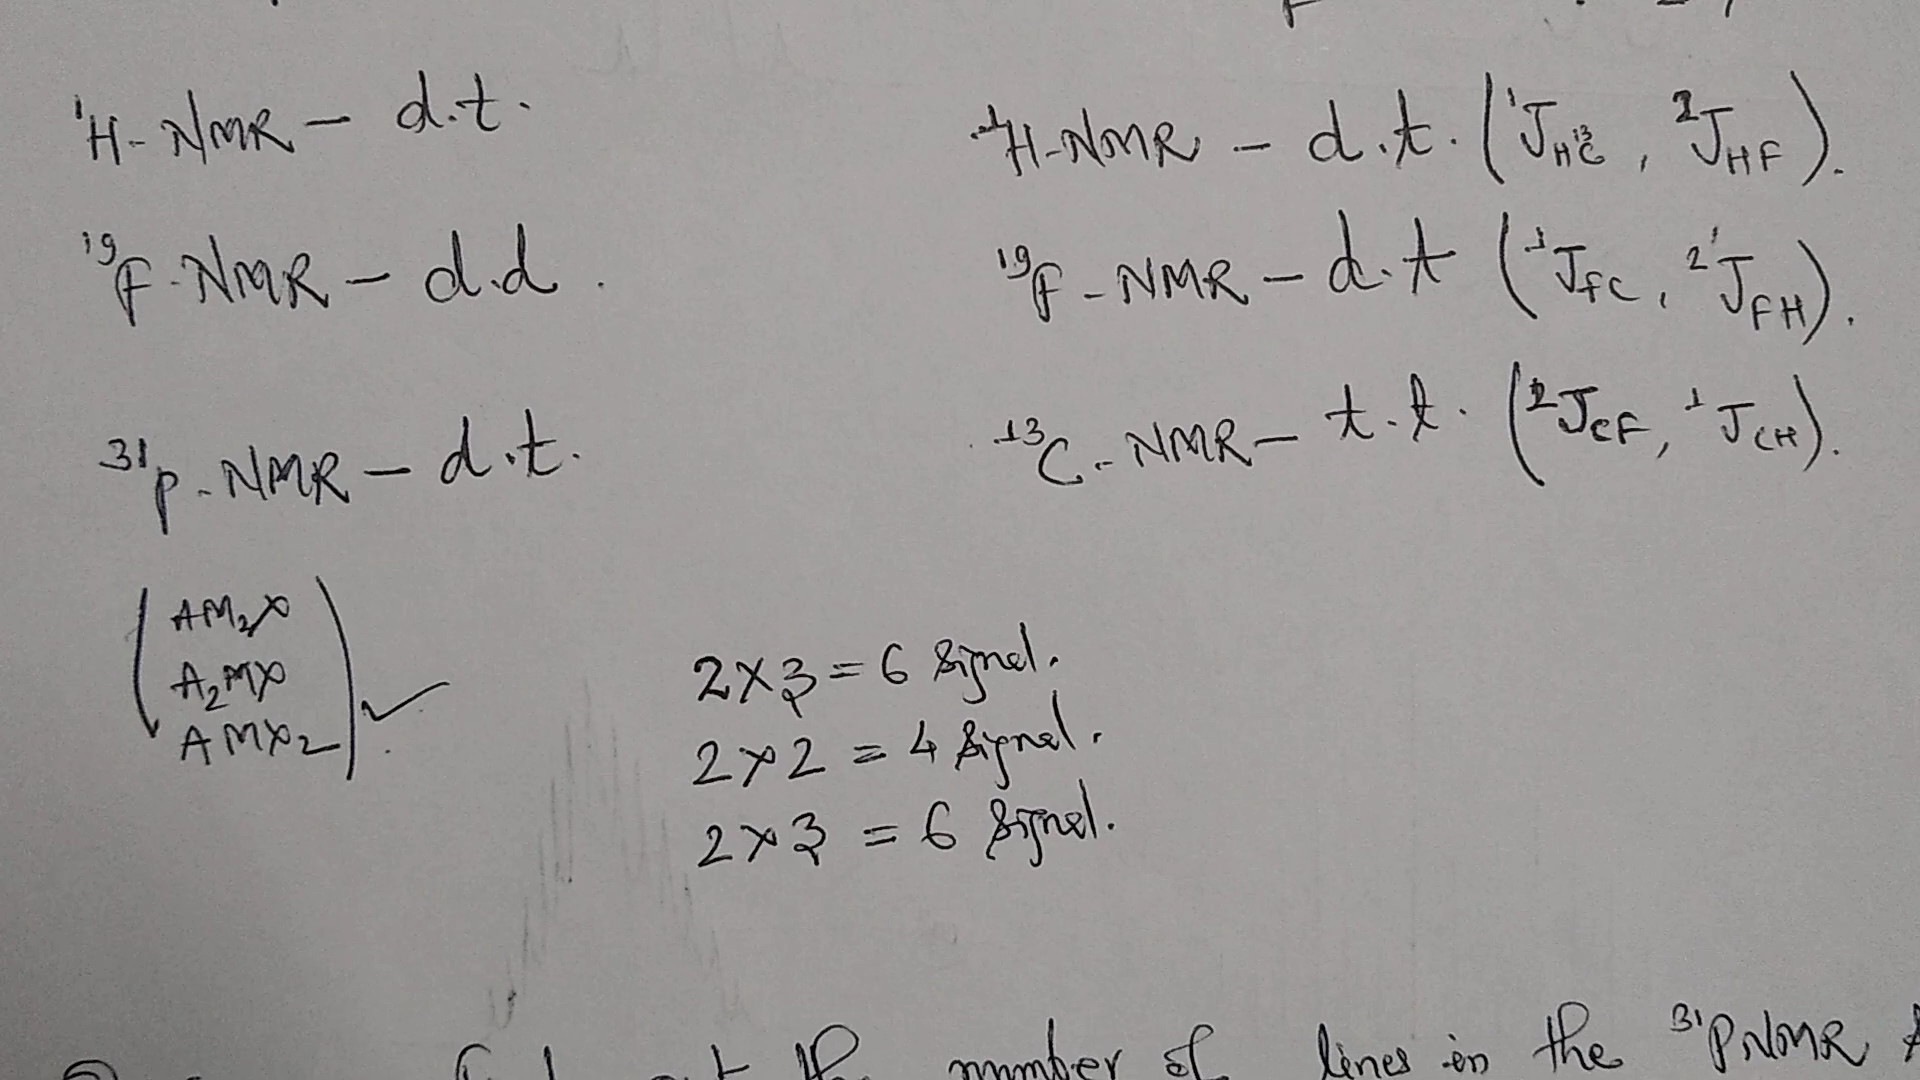 ¹H-NMR - d.t.
¹⁹F-NMR - d.d.
³¹P-NMR - d.t.
(AM₂X
A₂MX
AMX₂) ✓
¹H-NMR - d.t. (¹J_H¹³C, ²J_HF).
¹⁹F-NMR - d.t (¹J_FC, ²J_FH).
¹³C-NMR - t.t. (²J_CF, ¹J_CH).
2×3 = 6 Signal.
2×2 = 4 Signal.
2×3 = 6 Signal.
the number of lines in the ³¹P NMR